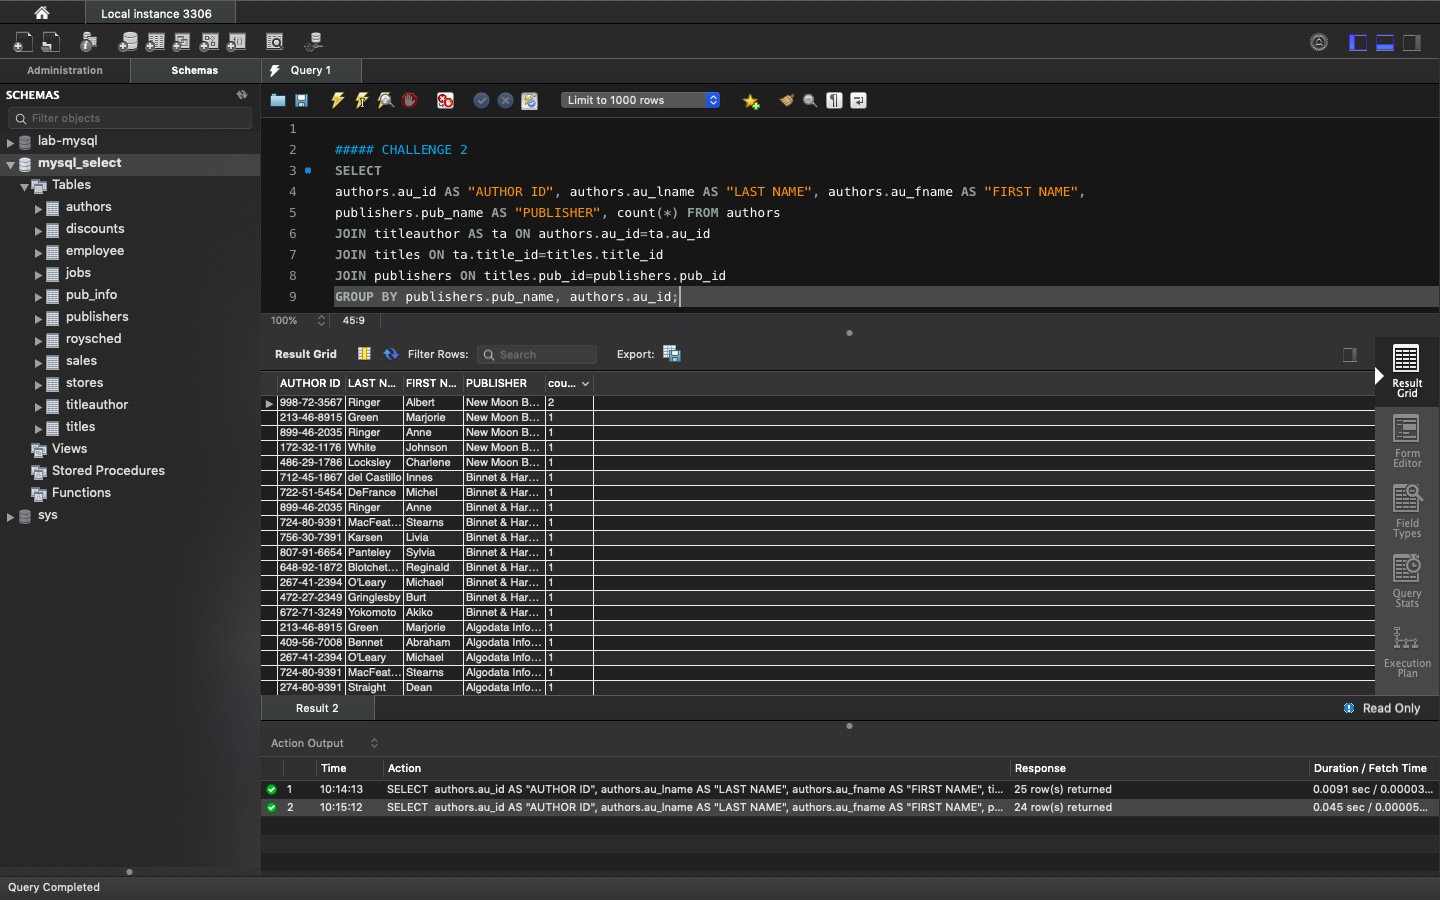 Local instance 3306
Administration
Schemas
Query 1
SCHEMAS
Filter objects
lab-mysql
mysql_select
Tables
authors
discounts
employee
jobs
pub_info
publishers
roysched
sales
stores
titleauthor
titles
Views
Stored Procedures
Functions
sys
Limit to 1000 rows
1
2 ##### CHALLENGE 2
3 SELECT
4 authors.au_id AS "AUTHOR ID", authors.au_lname AS "LAST NAME", authors.au_fname AS "FIRST NAME",
5 publishers.pub_name AS "PUBLISHER", count(*) FROM authors
6 JOIN titleauthor AS ta ON authors.au_id=ta.au_id
7 JOIN titles ON ta.title_id=titles.title_id
8 JOIN publishers ON titles.pub_id=publishers.pub_id
9 GROUP BY publishers.pub_name, authors.au_id;
100% 45:9
Result Grid Filter Rows: Search Export:
AUTHOR ID LAST N... FIRST N... PUBLISHER cou...
998-72-3567 Ringer Albert New Moon B... 2
213-46-8915 Green Marjorie New Moon B... 1
899-46-2035 Ringer Anne New Moon B... 1
172-32-1176 White Johnson New Moon B... 1
486-29-1786 Locksley Charlene New Moon B... 1
712-45-1867 del Castillo Innes Binnet & Har... 1
722-51-5454 DeFrance Michel Binnet & Har... 1
899-46-2035 Ringer Anne Binnet & Har... 1
724-80-9391 MacFeat... Stearns Binnet & Har... 1
756-30-7391 Karsen Livia Binnet & Har... 1
807-91-6654 Panteley Sylvia Binnet & Har... 1
648-92-1872 Blotchet... Reginald Binnet & Har... 1
267-41-2394 O'Leary Michael Binnet & Har... 1
472-27-2349 Gringlesby Burt Binnet & Har... 1
672-71-3249 Yokomoto Akiko Binnet & Har... 1
213-46-8915 Green Marjorie Algodata Info... 1
409-56-7008 Bennet Abraham Algodata Info... 1
267-41-2394 O'Leary Michael Algodata Info... 1
724-80-9391 MacFeat... Stearns Algodata Info... 1
274-80-9391 Straight Dean Algodata Info... 1
Result
Grid
Form
Editor
Field
Types
Query
Stats
Execution
Plan
Result 2
Read Only
Action Output
Time Action Response Duration / Fetch Time
1 10:14:13 SELECT authors.au_id AS "AUTHOR ID", authors.au_lname AS "LAST NAME", authors.au_fname AS "FIRST NAME", ti... 25 row(s) returned 0.0091 sec / 0.00003...
2 10:15:12 SELECT authors.au_id AS "AUTHOR ID", authors.au_lname AS "LAST NAME", authors.au_fname AS "FIRST NAME", p... 24 row(s) returned 0.045 sec / 0.00005...
Query Completed